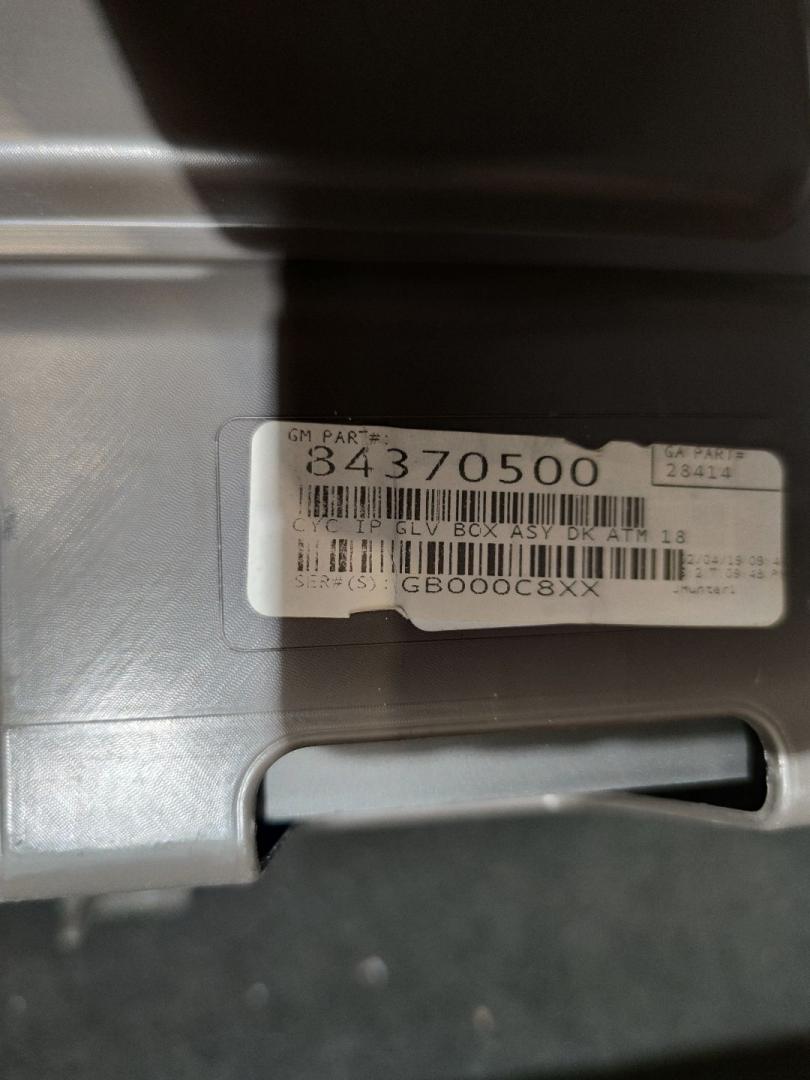 GM PART#:
84370500
GA PART#
28414
CYC IP GLV BOX ASY DK ATM 18
SER#(S): GB000C8XX